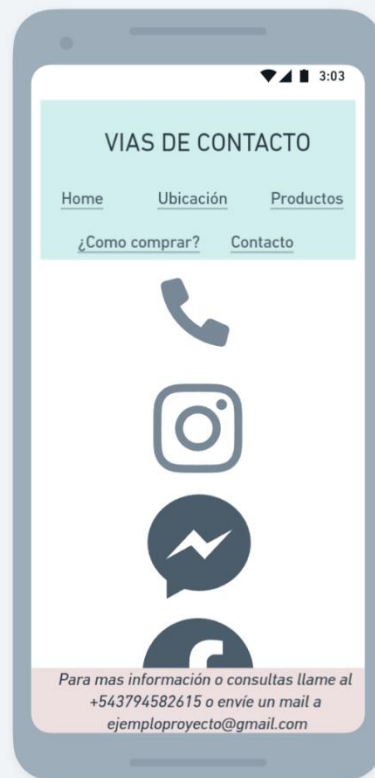 3:03
VIAS DE CONTACTO
Home Ubicación Productos
¿Como comprar? Contacto
Para mas información o consultas llame al
+543794582615 o envíe un mail a
ejemploproyecto@gmail.com